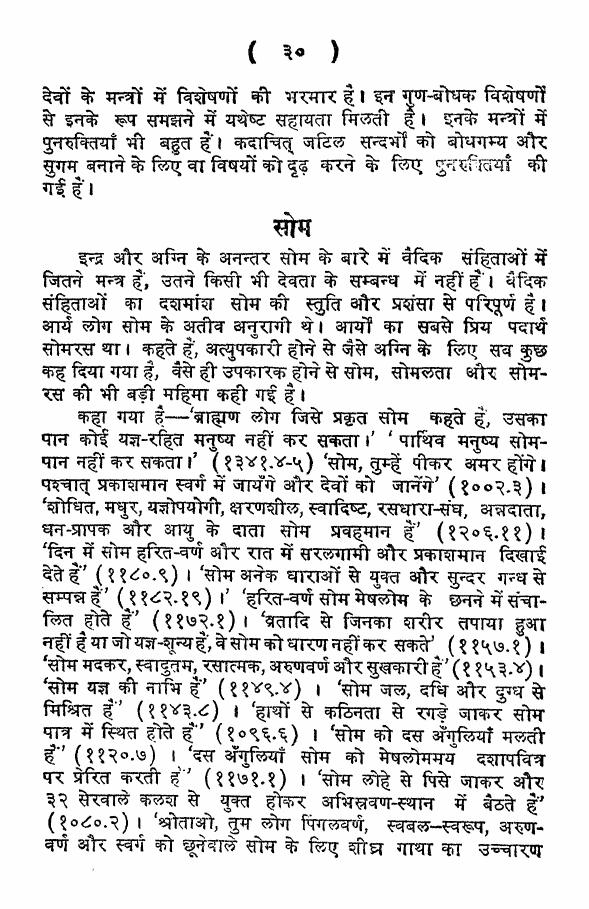 ( ३० )
देवों के मन्त्रों में विशेषणों की भरमार है। इन गुण-बोधक विशेषणों
से इनके रूप समझने में यथेष्ट सहायता मिलती है। इनके मन्त्रों में
पुनरुक्तियाँ भी बहुत हैं। कदाचित् जटिल सन्दर्भों को बोधगम्य और
सुगम बनाने के लिए वा विषयों को दृढ़ करने के लिए पुनरुक्तियाँ की
गई हैं।
सोम
इन्द्र और अग्नि के अनन्तर सोम के बारे में वैदिक संहिताओं में
जितने मन्त्र हैं, उतने किसी भी देवता के सम्बन्ध में नहीं हैं। वैदिक
संहिताओं का दशमांश सोम की स्तुति और प्रशंसा से परिपूर्ण है।
आर्य लोग सोम के अतीव अनुरागी थे। आर्यों का सबसे प्रिय पदार्थ
सोमरस था। कहते हैं, अत्युपकारी होने से जैसे अग्नि के लिए सब कुछ
कह दिया गया है, वैसे ही उपकारक होने से सोम, सोमलता और सोम-
रस की भी बड़ी महिमा कही गई है।
कहा गया है—'ब्राह्मण लोग जिसे प्रकृत सोम कहते हैं, उसका
पान कोई यज्ञ-रहित मनुष्य नहीं कर सकता।' 'पार्थिव मनुष्य सोम-
पान नहीं कर सकता।' (१३४१.४-५) 'सोम, तुम्हें पीकर अमर होंगे।
पश्चात् प्रकाशमान स्वर्ग में जायँगे और देवों को जानेंगे' (१००२.३)।
'शोधित, मधुर, यज्ञोपयोगी, क्षरणशील, स्वादिष्ट, रसधारा-संघ, अन्नदाता,
धन-प्रापक और आयु के दाता सोम प्रवहमान हैं' (१२०६.११)।
'दिन में सोम हरित-वर्ण और रात में सरलगामी और प्रकाशमान दिखाई
देते हैं' (११८०.९)। 'सोम अनेक धाराओं से युक्त और सुन्दर गन्ध से
सम्पन्न हैं' (११८२.१९)।' 'हरित-वर्ण सोम मेषलोम के छनने में संचा-
लित होते हैं' (११७२.१)। 'व्रतादि से जिनका शरीर तपाया हुआ
नहीं है या जो यज्ञ-शून्य हैं, वे सोम को धारण नहीं कर सकते' (११५७.१)।
'सोम मदकर, स्वादुतम, रसात्मक, अरुणवर्ण और सुखकारी हैं' (११५३.४)।
'सोम यज्ञ की नाभि हैं' (११४९.४)। 'सोम जल, दधि और दुग्ध से
मिश्रित हैं' (११४३.८)। 'हाथों से कठिनता से रगड़े जाकर सोम
पात्र में स्थित होते हैं' (१०९६.६)। 'सोम को दस अँगुलियाँ मलती
हैं' (११२०.७)। 'दस अँगुलियाँ सोम को मेषलोममय दशापवित्र
पर प्रेरित करती हैं' (११७१.१)। 'सोम लोहे से पिसे जाकर और
३२ सेरवाले कलश से युक्त होकर अभिस्रवण-स्थान में बैठते हैं'
(१०८०.२)। 'श्रोताओ, तुम लोग पिंगलवर्ण, स्वबल—स्वरूप, अरुण-
वर्ण और स्वर्ग को छूनेवाले सोम के लिए शीघ्र गाथा का उच्चारण